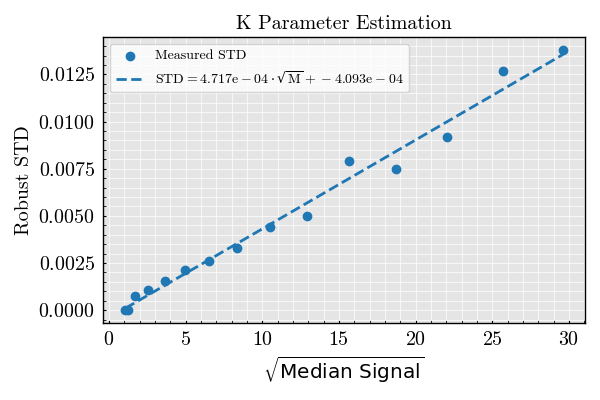 K Parameter Estimation
Measured STD
STD = 4.717e − 04 · √M + −4.093e − 04
Robust STD
0.0125
0.0100
0.0075
0.0050
0.0025
0.0000
0 5 10 15 20 25 30
√Median Signal